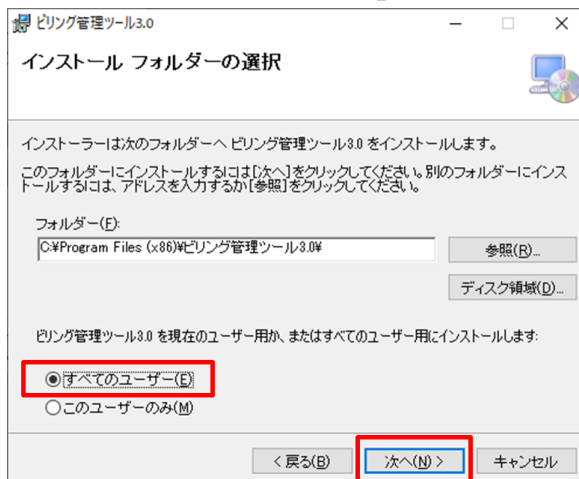 ビリング管理ツール3.0
インストール フォルダーの選択
インストーラーは次のフォルダーへ ビリング管理ツール3.0 をインストールします。
このフォルダーにインストールするには[次へ]をクリックしてください。別のフォルダーにインス
トールするには、アドレスを入力するか[参照]をクリックしてください。
フォルダー(F):
C:¥Program Files (x86)¥ビリング管理ツール3.0¥
参照(R)...
ディスク領域(D)...
ビリング管理ツール3.0 を現在のユーザー用か、またはすべてのユーザー用にインストールします:
すべてのユーザー(E)
このユーザーのみ(M)
< 戻る(B)
次へ(N) >
キャンセル